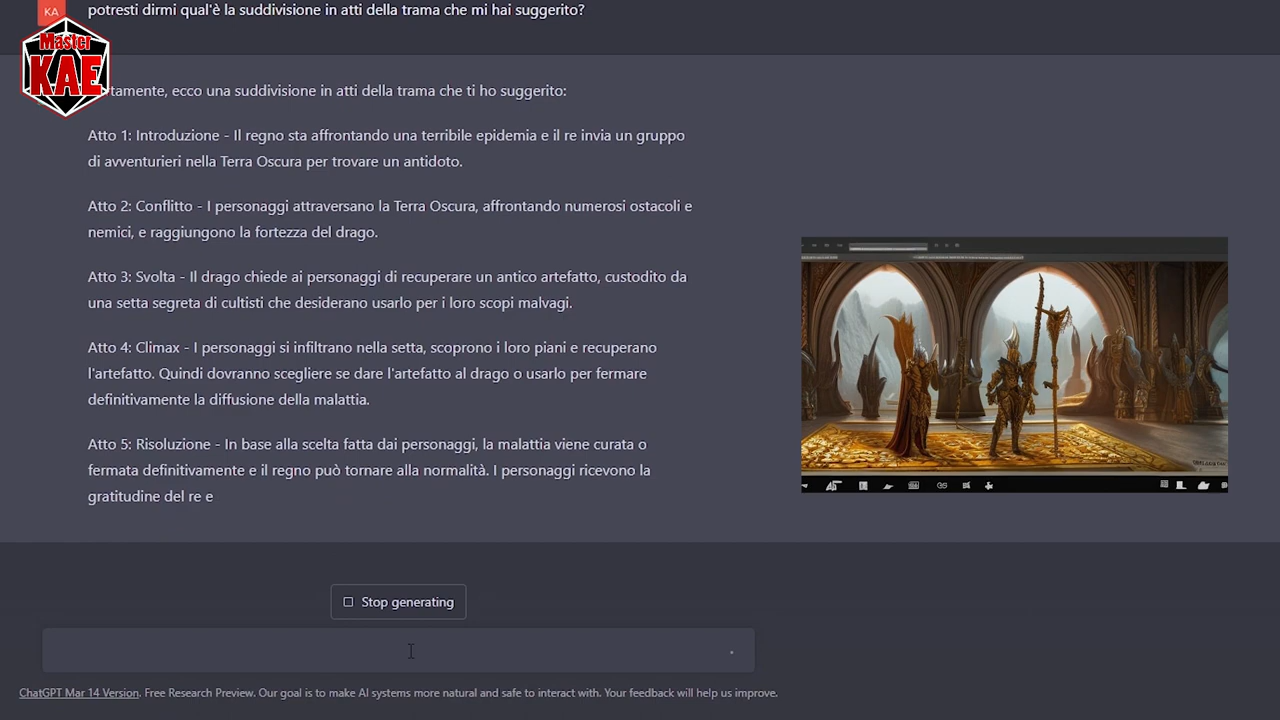 KA
potresti dirmi qual'è la suddivisione in atti della trama che mi hai suggerito?
Master
KAE
rtamente, ecco una suddivisione in atti della trama che ti ho suggerito:
Atto 1: Introduzione - Il regno sta affrontando una terribile epidemia e il re invia un gruppo
di avventurieri nella Terra Oscura per trovare un antidoto.
Atto 2: Conflitto - I personaggi attraversano la Terra Oscura, affrontando numerosi ostacoli e
nemici, e raggiungono la fortezza del drago.
Atto 3: Svolta - Il drago chiede ai personaggi di recuperare un antico artefatto, custodito da
una setta segreta di cultisti che desiderano usarlo per i loro scopi malvagi.
Atto 4: Climax - I personaggi si infiltrano nella setta, scoprono i loro piani e recuperano
l'artefatto. Quindi dovranno scegliere se dare l'artefatto al drago o usarlo per fermare
definitivamente la diffusione della malattia.
Atto 5: Risoluzione - In base alla scelta fatta dai personaggi, la malattia viene curata o
fermata definitivamente e il regno può tornare alla normalità. I personaggi ricevono la
gratitudine del re e
Stop generating
ChatGPT Mar 14 Version. Free Research Preview. Our goal is to make AI systems more natural and safe to interact with. Your feedback will help us improve.